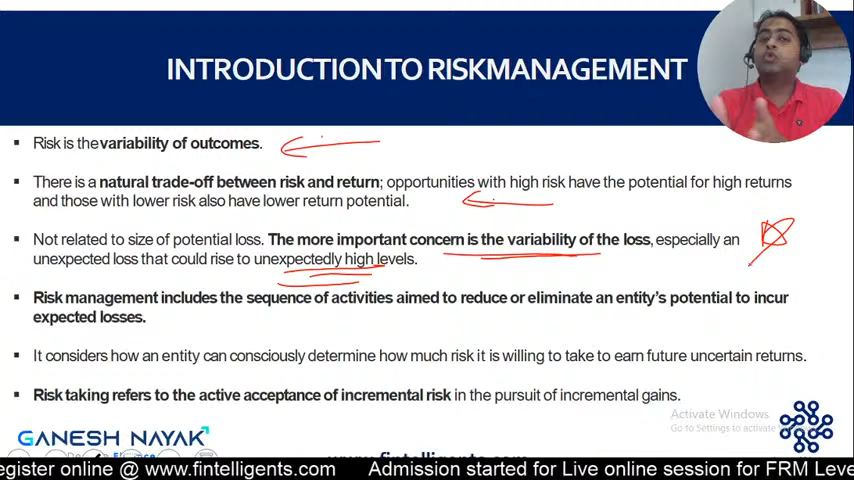 INTRODUCTION TO RISKMANAGEMENT
Risk is the variability of outcomes.
There is a natural trade-off between risk and return; opportunities with high risk have the potential for high returns
and those with lower risk also have lower return potential.
Not related to size of potential loss. The more important concern is the variability of the loss, especially an
unexpected loss that could rise to unexpectedly high levels.
Risk management includes the sequence of activities aimed to reduce or eliminate an entity's potential to incur
expected losses.
It considers how an entity can consciously determine how much risk it is willing to take to earn future uncertain returns.
Risk taking refers to the active acceptance of incremental risk in the pursuit of incremental gains.
Activate Windows
Go to Settings to activate
GANESH NAYAK
egister online @ www.fintelligents.com Admission started for Live online session for FRM Leve